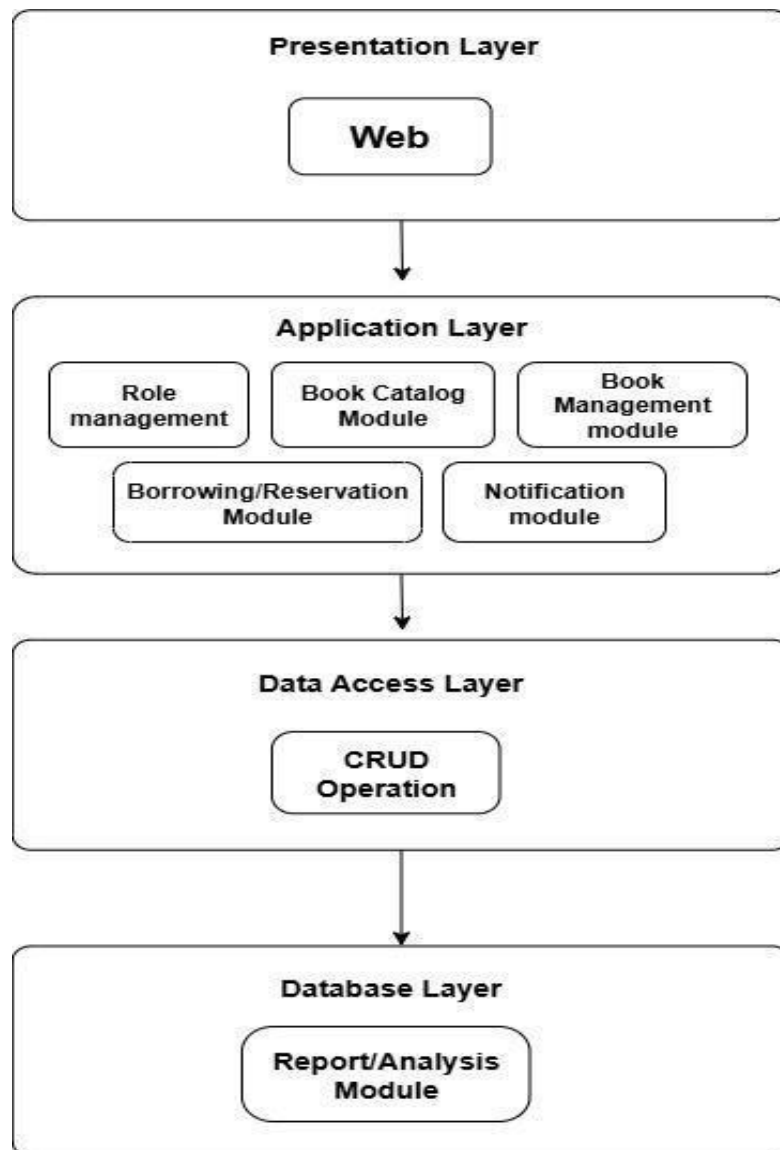 Presentation Layer
Web
Application Layer
Role
management
Book Catalog
Module
Book
Management
module
Borrowing/Reservation
Module
Notification
module
Data Access Layer
CRUD
Operation
Database Layer
Report/Analysis
Module